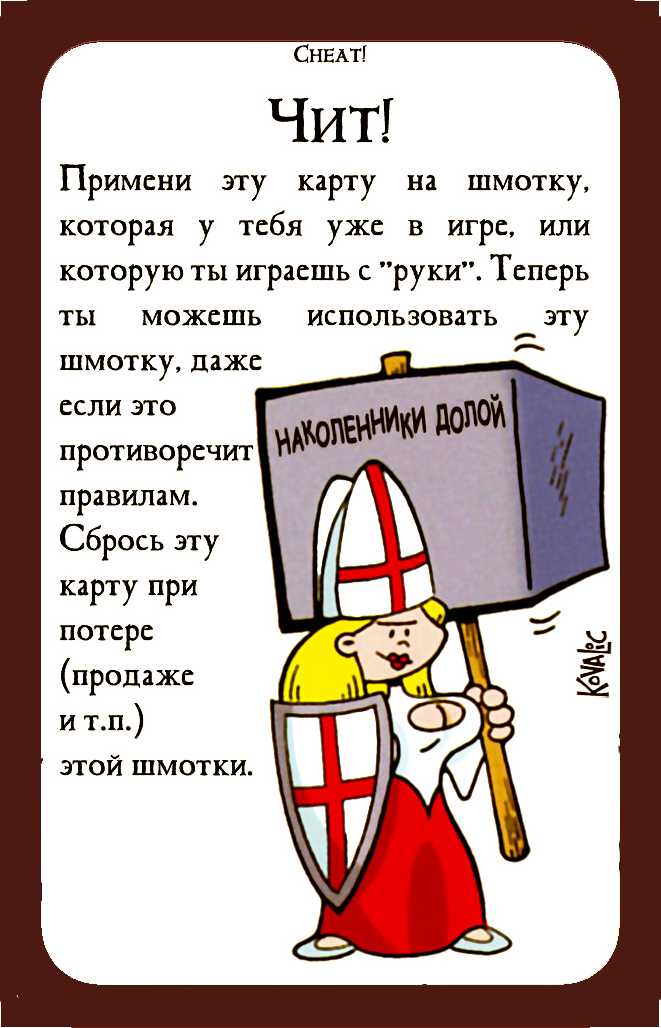 Cheat!
Чит!
Примени эту карту на шмотку,
которая у тебя уже в игре, или
которую ты играешь с "руки". Теперь
ты можешь использовать эту
шмотку, даже
если это
противоречит
правилам.
Сбрось эту
карту при
потере
(продаже
и т.п.)
этой шмотки.
НАКОЛЕННИКИ ДОЛОЙ
KOVALIC